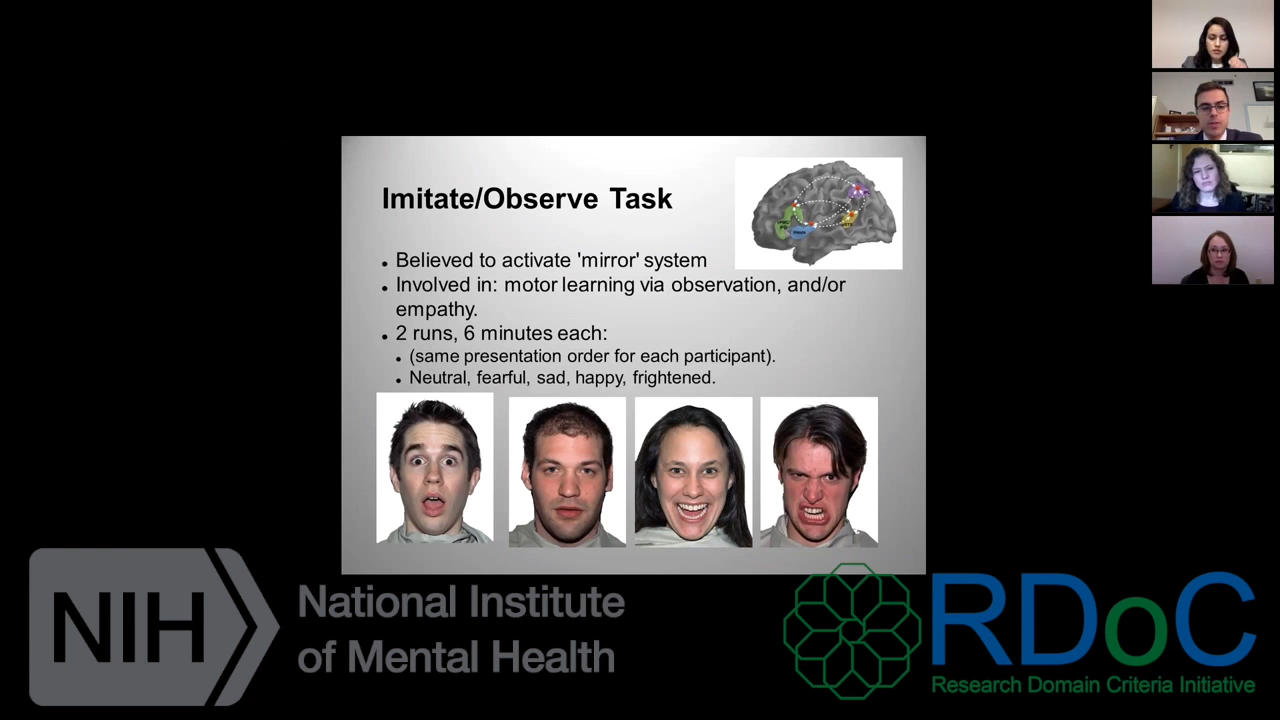 Imitate/Observe Task
Believed to activate 'mirror' system
Involved in: motor learning via observation, and/or
empathy.
2 runs, 6 minutes each:
(same presentation order for each participant).
Neutral, fearful, sad, happy, frightened.
NIH
National Institute
of Mental Health
RDoC
Research Domain Criteria Initiative